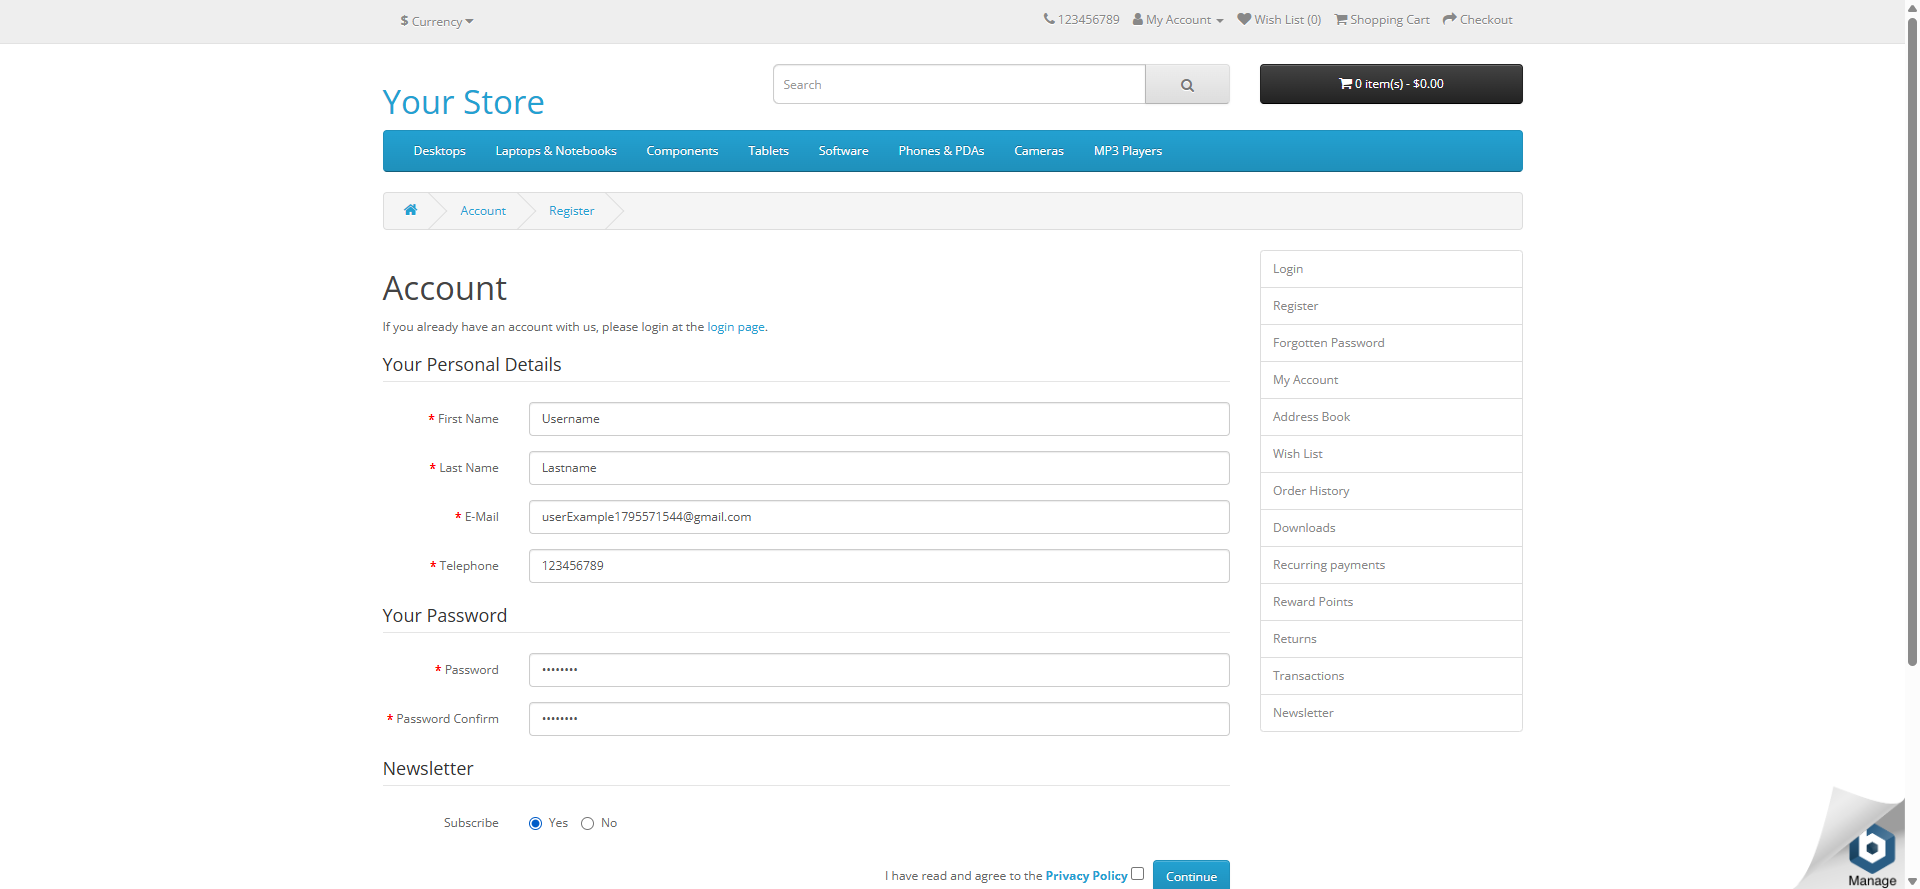 $ Currency
123456789 My Account Wish List (0) Shopping Cart Checkout
Your Store
Search
0 item(s) - $0.00
Desktops Laptops & Notebooks Components Tablets Software Phones & PDAs Cameras MP3 Players
Account Register
Account
If you already have an account with us, please login at the login page.
Your Personal Details
* First Name Username
* Last Name Lastname
* E-Mail userExample1795571544@gmail.com
* Telephone 123456789
Your Password
* Password ••••••••
* Password Confirm ••••••••
Newsletter
Subscribe Yes No
I have read and agree to the Privacy Policy Continue
Login
Register
Forgotten Password
My Account
Address Book
Wish List
Order History
Downloads
Recurring payments
Reward Points
Returns
Transactions
Newsletter
b
Manage